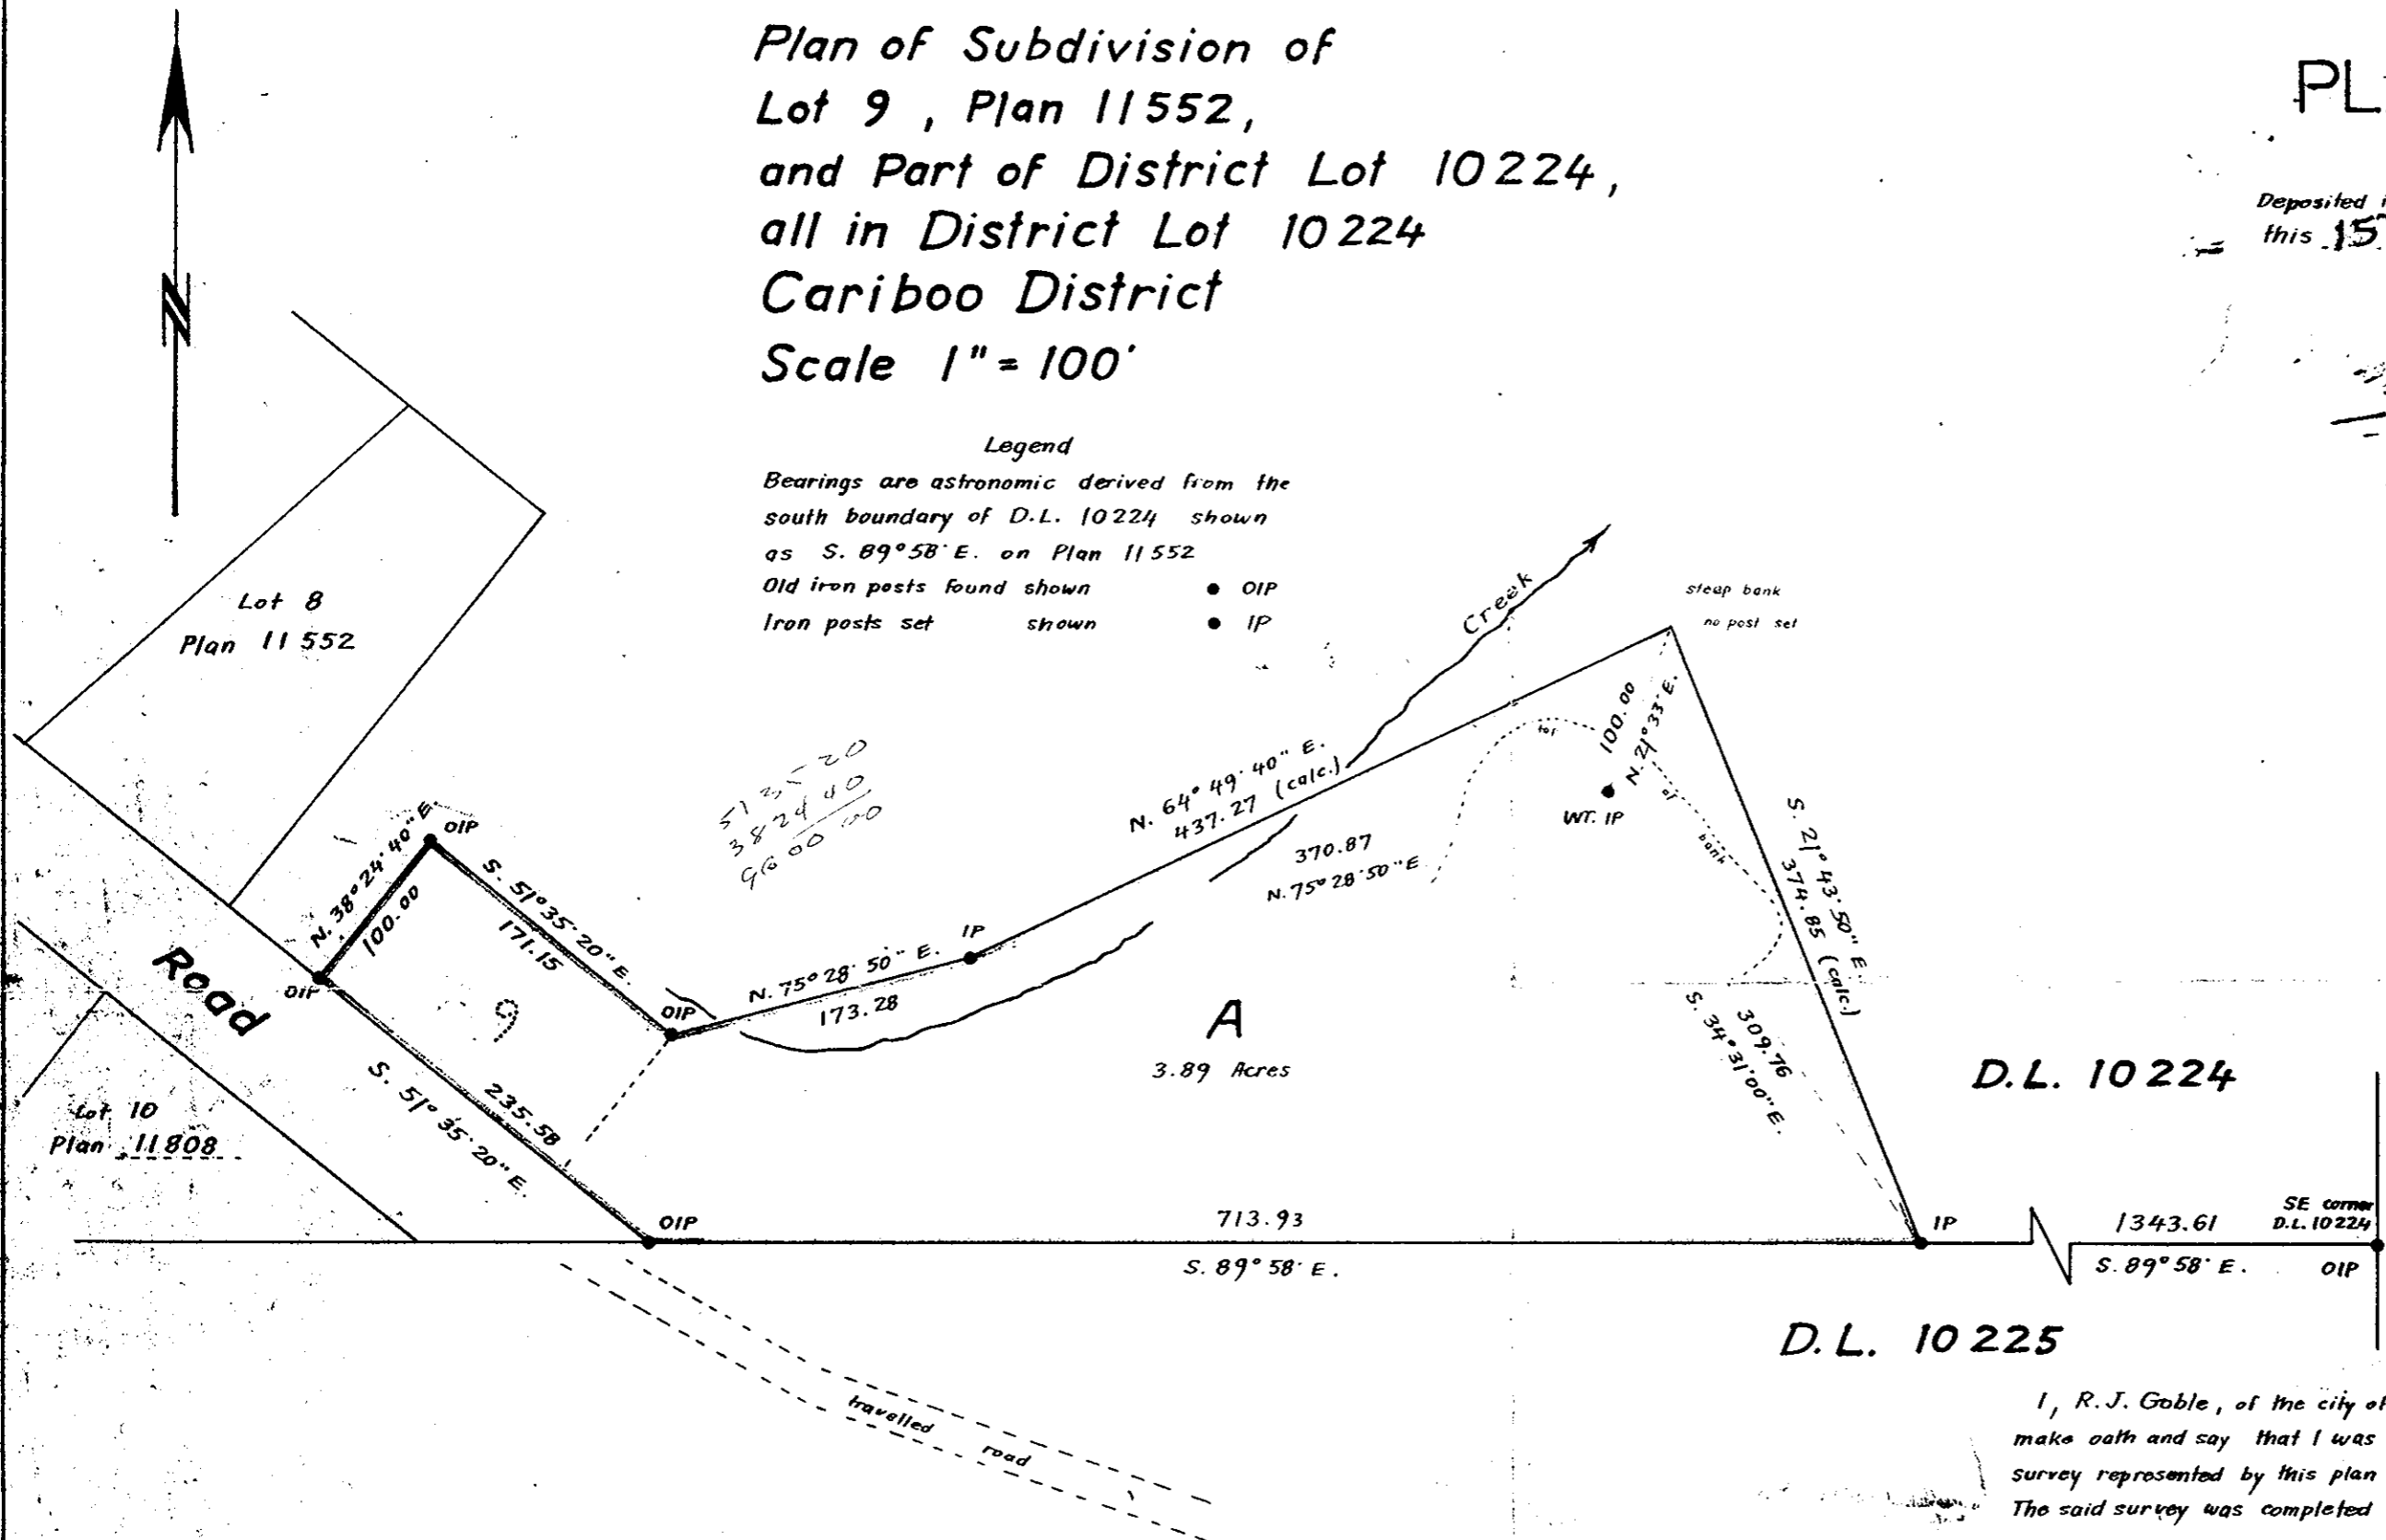 Plan of Subdivision of
Lot 9 , Plan 11552,
and Part of District Lot 10224,
all in District Lot 10224
Cariboo District
Scale 1" = 100'
PL
Deposited
this 15
N
Legend
Bearings are astronomic derived from the
south boundary of D.L. 10224 shown
as S. 89°58' E. on Plan 11552
Old iron posts found shown ● OIP
Iron posts set shown ● IP
Creek
steep bank
no post set
Lot 8
Plan 11552
100.00
N. 21°33' E.
WT. IP
top
of
bank
N. 64° 49' 40" E.
437.27 (calc.)
370.87
N. 75° 28' 50" E.
S. 21° 43' 50" E.
374.85 (calc.)
N. 38° 24' 40" E.
100.00
OIP
S. 51° 35' 20" E.
171.15
OIP
Road
9
OIP
N. 75° 28' 50" E.
173.28
IP
A
3.89 Acres
S. 34° 31' 00" E.
309.76
D.L. 10224
Lot 10
Plan 11808
235.58
S. 51° 35' 20" E.
OIP
713.93
S. 89° 58' E.
IP
1343.61
S. 89° 58' E.
SE corner
D.L. 10224
OIP
D.L. 10225
travelled road
I, R.J. Goble, of the city of
make oath and say that I was
survey represented by this plan
The said survey was completed